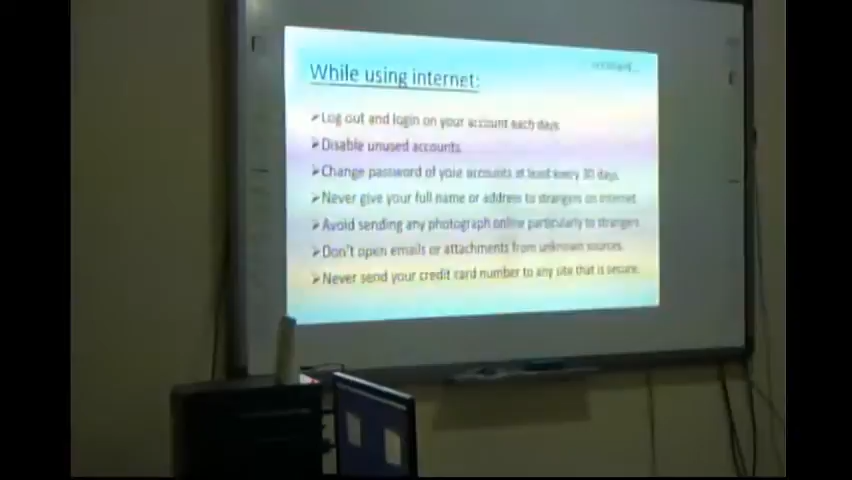 While using internet:
➤Log out and login on your account each days
➤Disable unused accounts.
➤Change password of your accounts at least every 30 days.
➤Never give your full name or address to strangers on internet
➤Avoid sending any photograph online particularly to strangers
➤Don't open emails or attachments from unknown sources.
➤Never send your credit card number to any site that is secure.